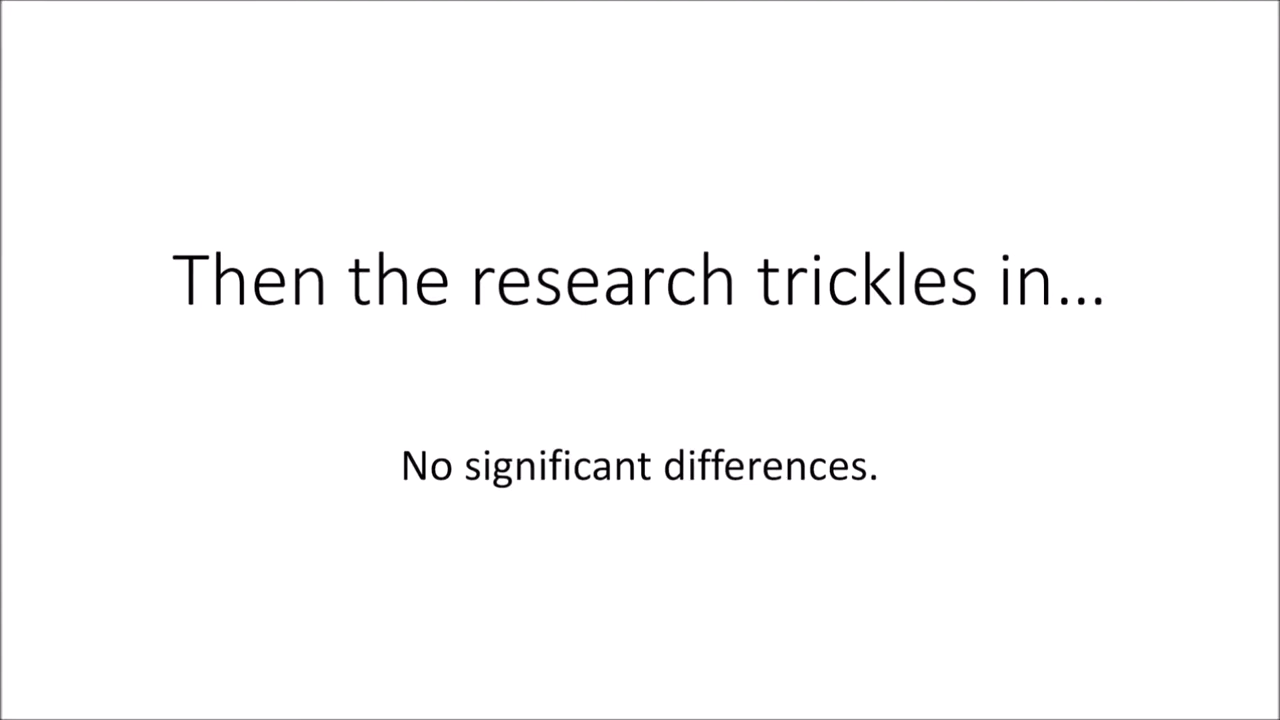 Then the research trickles in...
No significant differences.